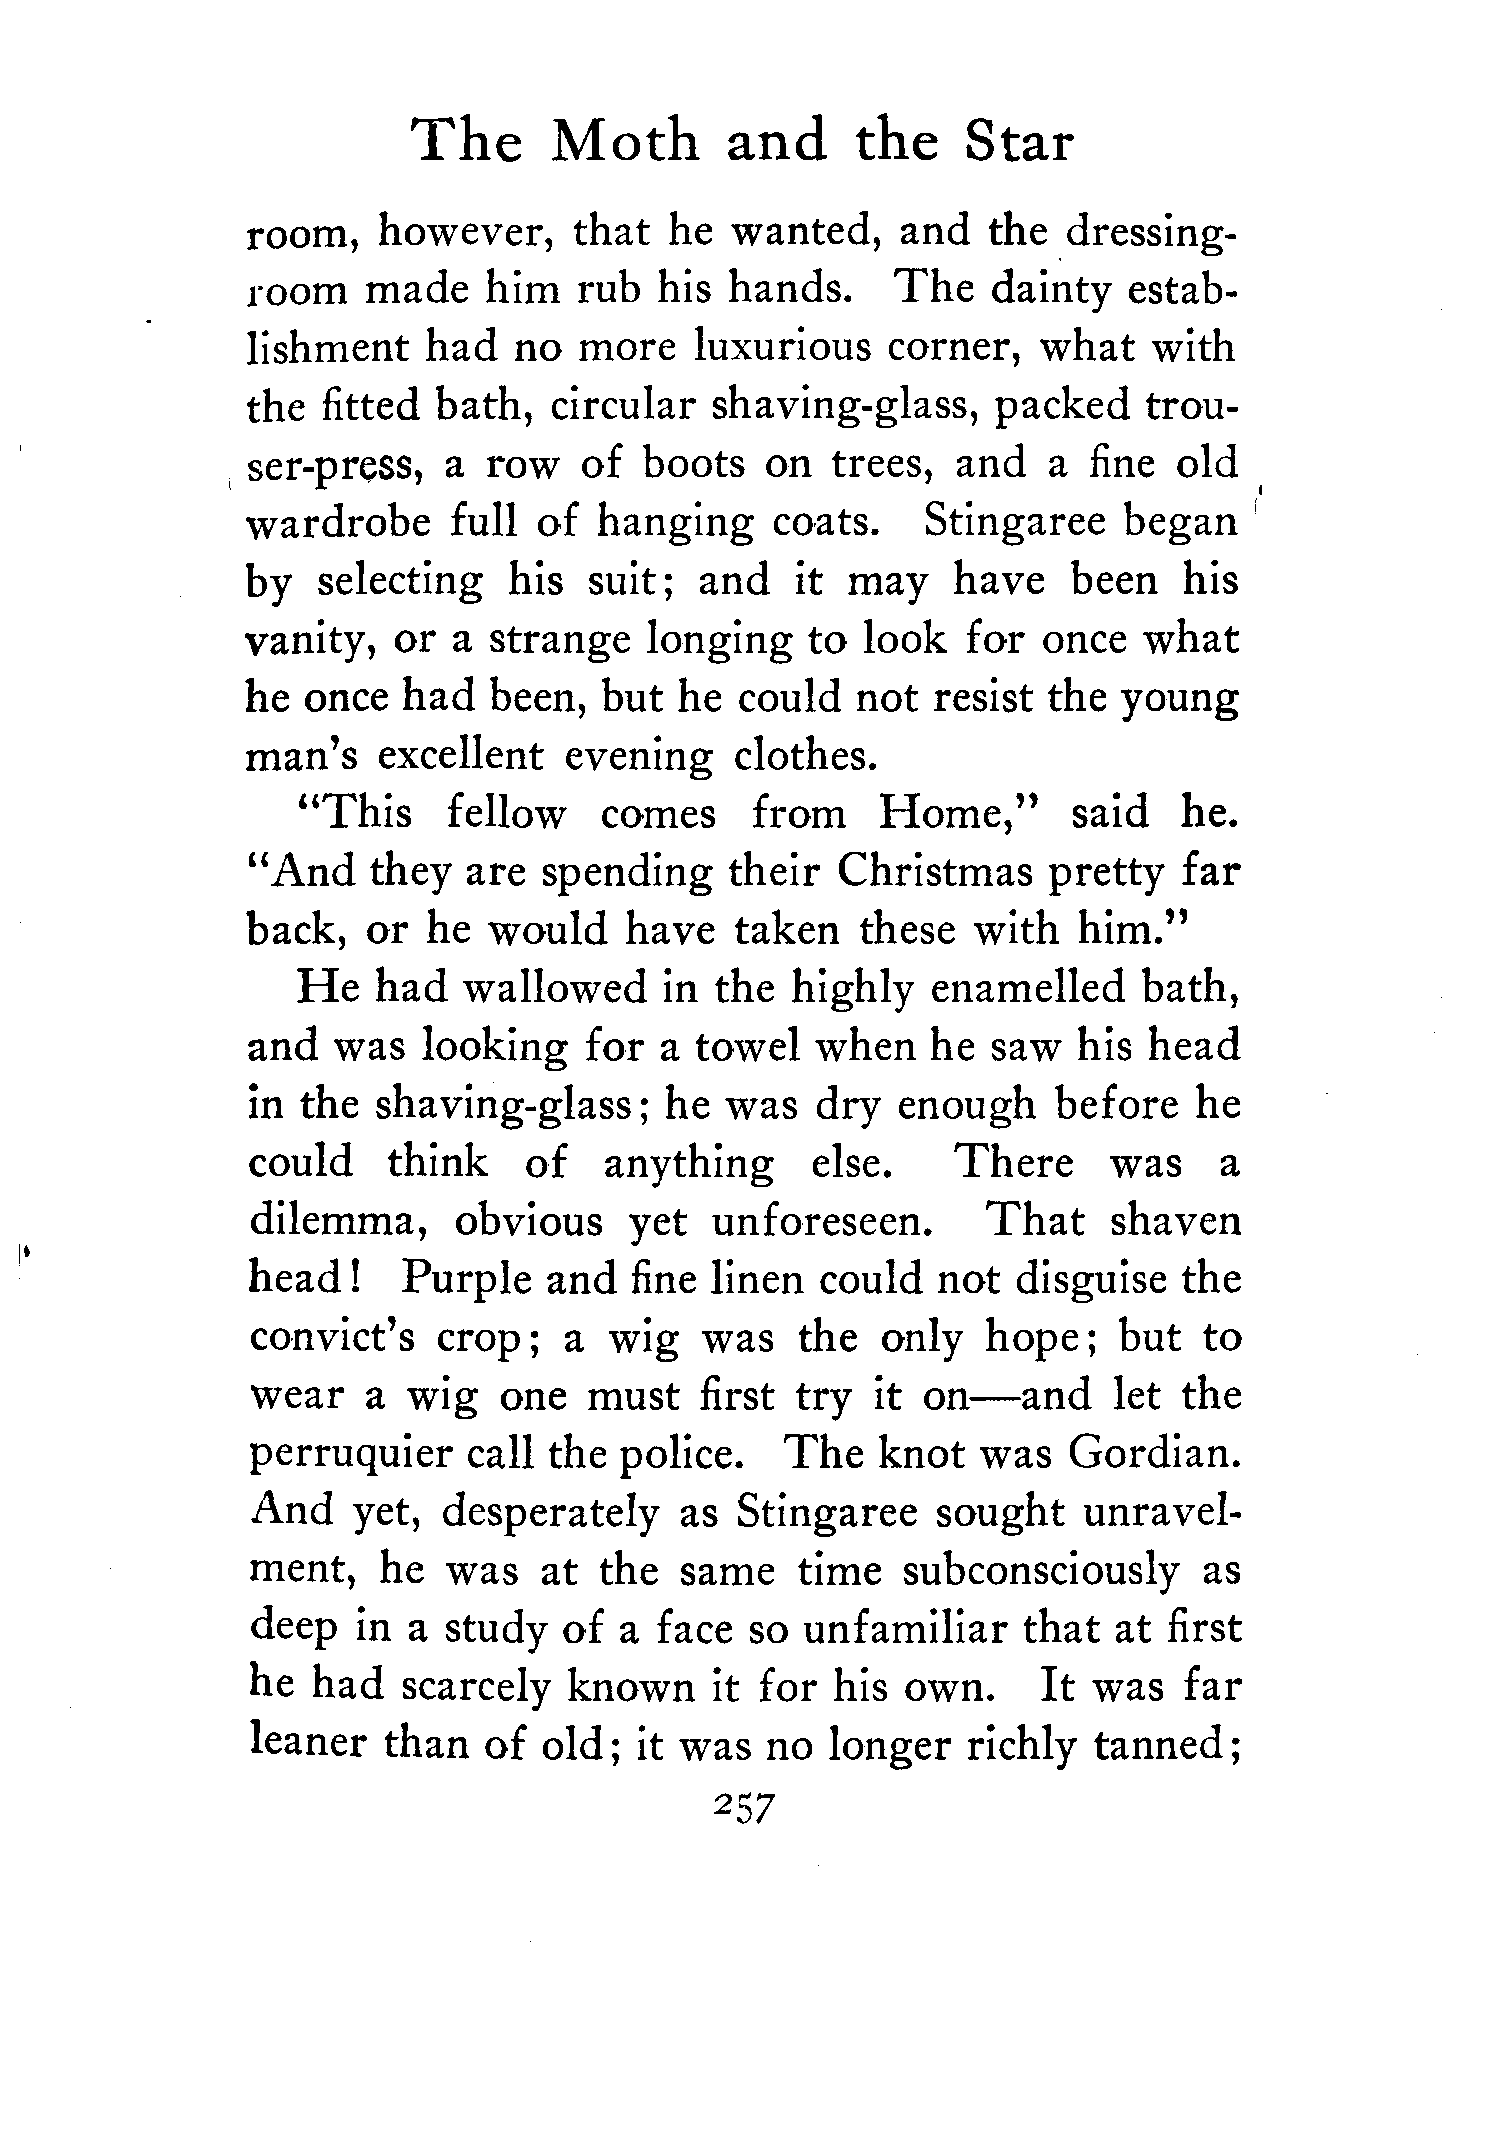 The Moth and the Star
room, however, that he wanted, and the dressing-
room made him rub his hands. The dainty estab-
lishment had no more luxurious corner, what with
the fitted bath, circular shaving-glass, packed trou-
ser-press, a row of boots on trees, and a fine old
wardrobe full of hanging coats. Stingaree began
by selecting his suit; and it may have been his
vanity, or a strange longing to look for once what
he once had been, but he could not resist the young
man's excellent evening clothes.
"This fellow comes from Home," said he.
"And they are spending their Christmas pretty far
back, or he would have taken these with him."
He had wallowed in the highly enamelled bath,
and was looking for a towel when he saw his head
in the shaving-glass; he was dry enough before he
could think of anything else. There was a
dilemma, obvious yet unforeseen. That shaven
head! Purple and fine linen could not disguise the
convict's crop; a wig was the only hope; but to
wear a wig one must first try it on—and let the
perruquier call the police. The knot was Gordian.
And yet, desperately as Stingaree sought unravel-
ment, he was at the same time subconsciously as
deep in a study of a face so unfamiliar that at first
he had scarcely known it for his own. It was far
leaner than of old; it was no longer richly tanned;
257